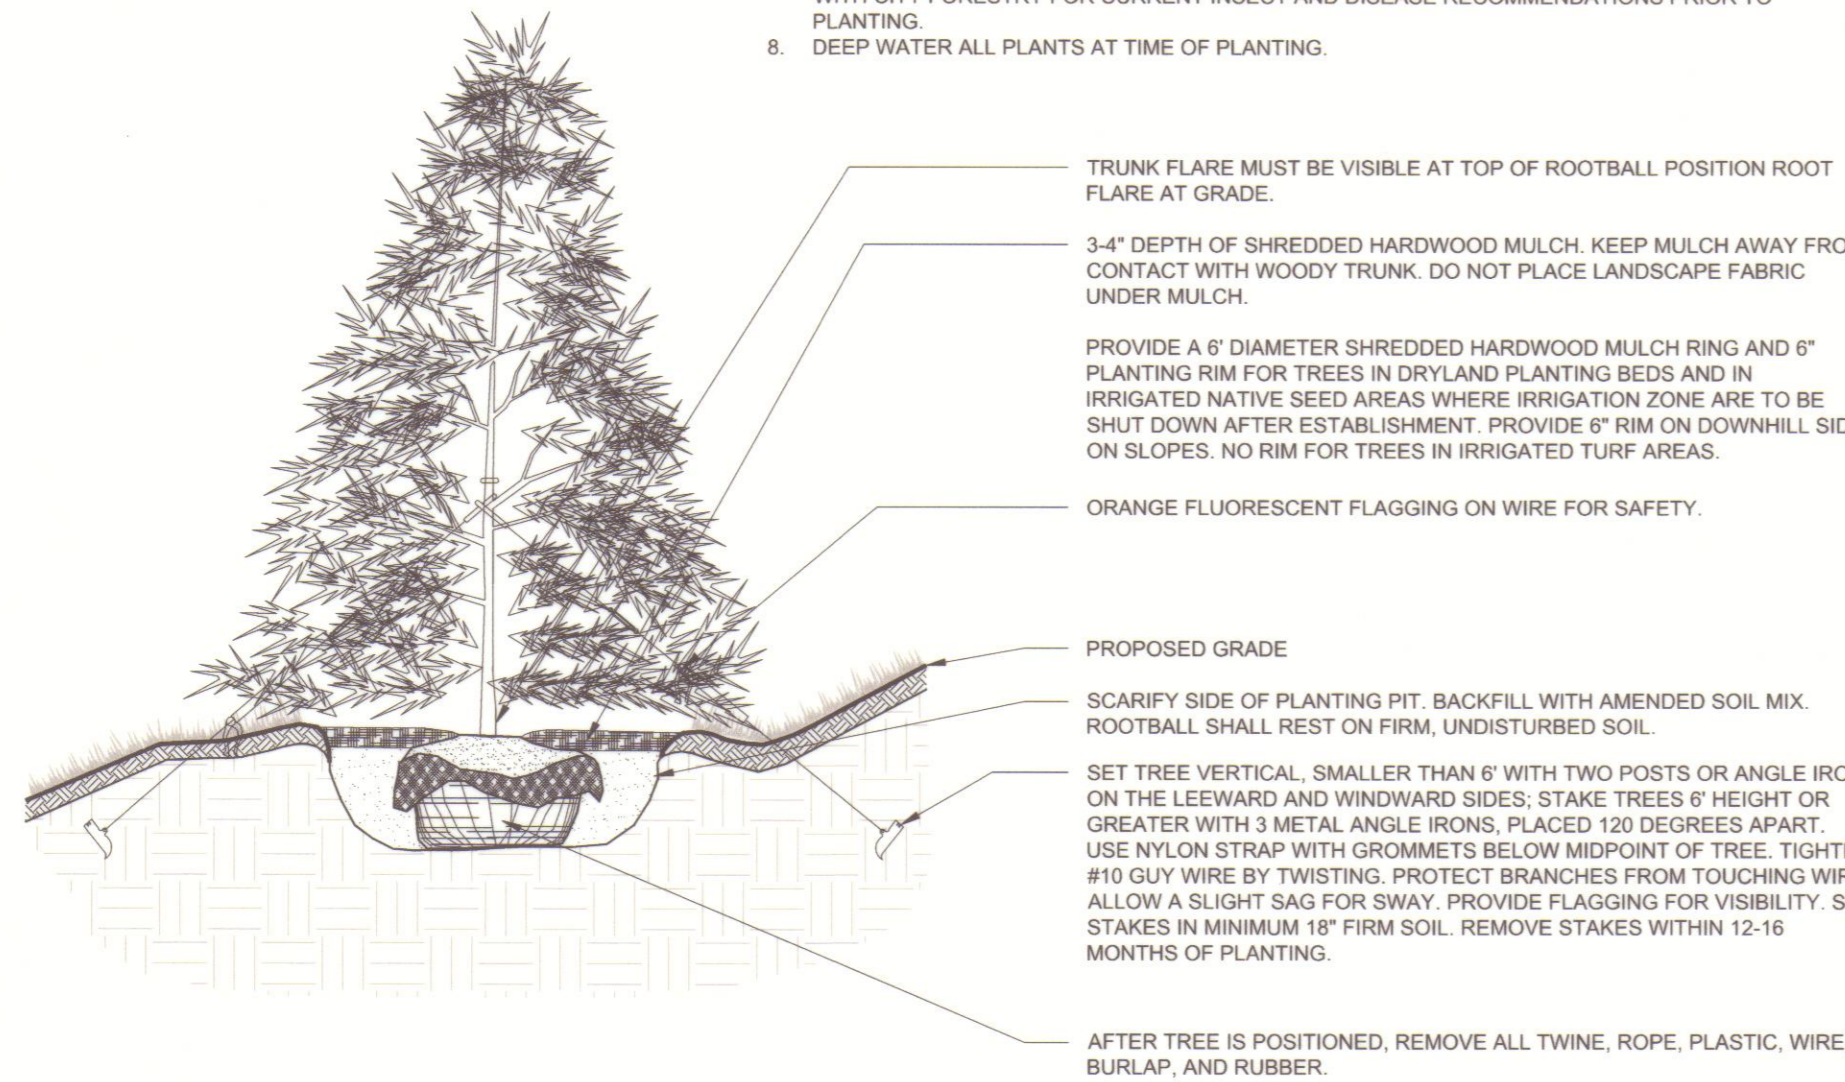 PLANTING.
8. DEEP WATER ALL PLANTS AT TIME OF PLANTING.
TRUNK FLARE MUST BE VISIBLE AT TOP OF ROOTBALL POSITION ROOT
FLARE AT GRADE.
3-4" DEPTH OF SHREDDED HARDWOOD MULCH. KEEP MULCH AWAY
CONTACT WITH WOODY TRUNK. DO NOT PLACE LANDSCAPE FABRIC
UNDER MULCH.
PROVIDE A 6' DIAMETER SHREDDED HARDWOOD MULCH RING AND 6"
PLANTING RIM FOR TREES IN DRYLAND PLANTING BEDS AND IN
IRRIGATED NATIVE SEED AREAS WHERE IRRIGATION ZONE ARE TO BE
SHUT DOWN AFTER ESTABLISHMENT. PROVIDE 6" RIM ON DOWNHILL
ON SLOPES. NO RIM FOR TREES IN IRRIGATED TURF AREAS.
ORANGE FLUORESCENT FLAGGING ON WIRE FOR SAFETY.
PROPOSED GRADE
SCARIFY SIDE OF PLANTING PIT. BACKFILL WITH AMENDED SOIL MIX.
ROOTBALL SHALL REST ON FIRM, UNDISTURBED SOIL.
SET TREE VERTICAL, SMALLER THAN 6' WITH TWO POSTS OR ANGLE
ON THE LEEWARD AND WINDWARD SIDES; STAKE TREES 6' HEIGHT OR
GREATER WITH 3 METAL ANGLE IRONS, PLACED 120 DEGREES APART.
USE NYLON STRAP WITH GROMMETS BELOW MIDPOINT OF TREE.
#10 GUY WIRE BY TWISTING. PROTECT BRANCHES FROM TOUCHING
ALLOW A SLIGHT SAG FOR SWAY. PROVIDE FLAGGING FOR VISIBILITY.
STAKES IN MINIMUM 18" FIRM SOIL. REMOVE STAKES WITHIN 12-16
MONTHS OF PLANTING.
AFTER TREE IS POSITIONED, REMOVE ALL TWINE, ROPE, PLASTIC, WIRE
BURLAP, AND RUBBER.